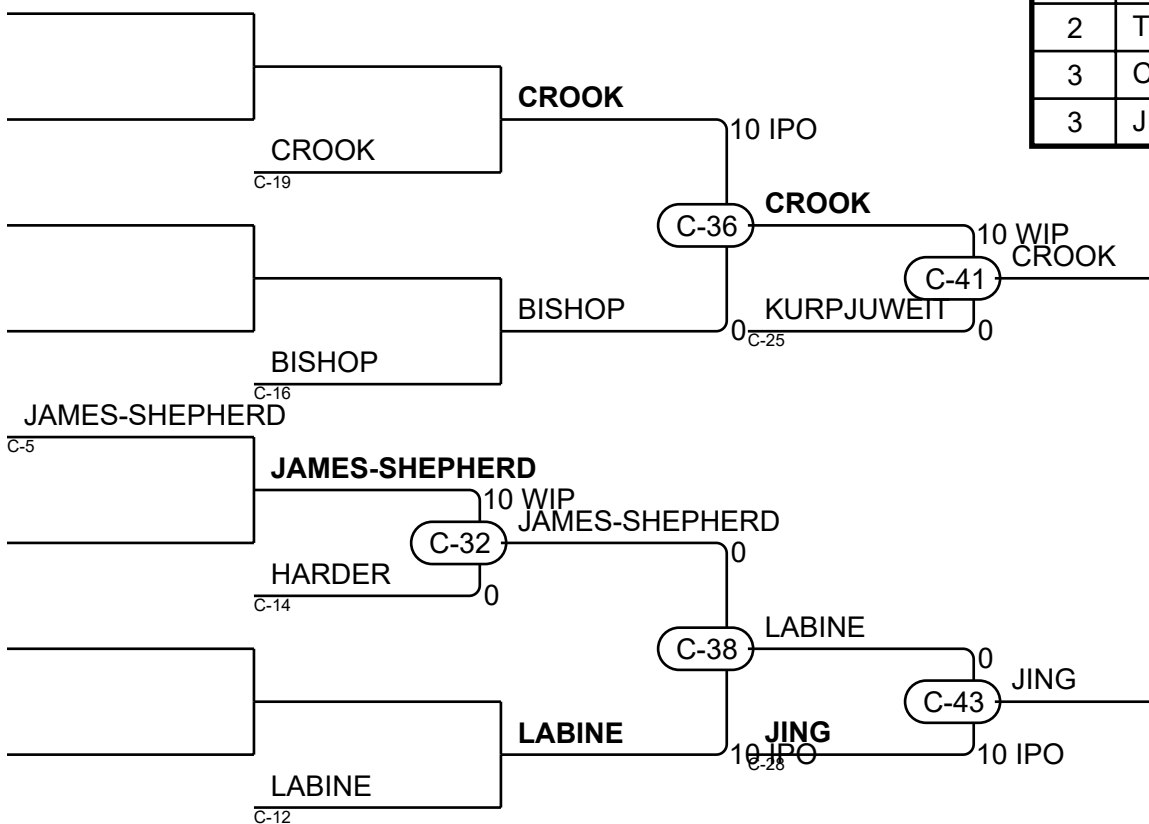 2 T
3 C
3 J
CROOK
10 IPO
CROOK
C-19
CROOK
C-36
10 WIP
CROOK
C-41
BISHOP
0
KURPJUWEIT
C-25
0
BISHOP
C-16
JAMES-SHEPHERD
C-5
JAMES-SHEPHERD
10 WIP
JAMES-SHEPHERD
C-32
0
HARDER
C-14
0
LABINE
C-38
0
JING
C-43
LABINE
10 IPO
JING
C-28
10 IPO
LABINE
C-12